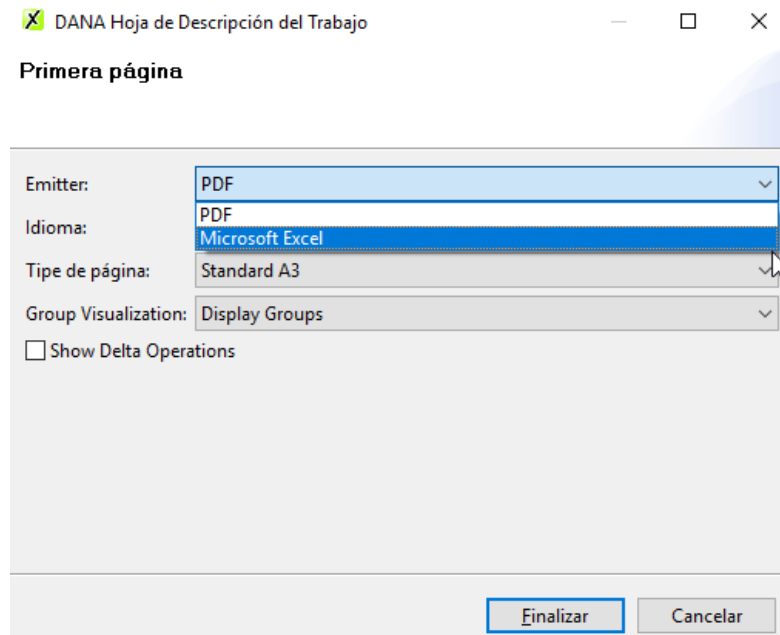 DANA Hoja de Descripción del Trabajo
Primera página
Emitter: PDF
PDF
Idioma:
Microsoft Excel
Tipe de página: Standard A3
Group Visualization: Display Groups
Show Delta Operations
Finalizar Cancelar